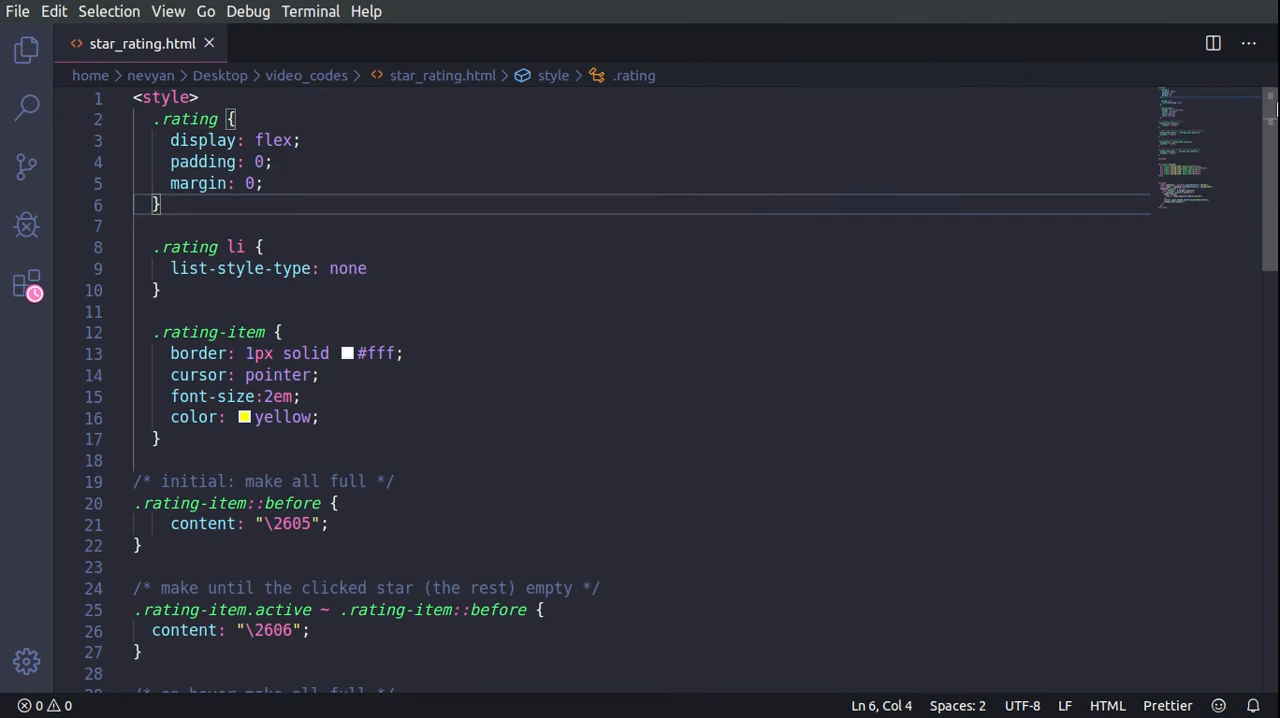 File Edit Selection View Go Debug Terminal Help
star_rating.html
home nevyan Desktop video_codes star_rating.html style .rating
1 <style>
2 .rating {
3 display: flex;
4 padding: 0;
5 margin: 0;
6 }
7
8 .rating li {
9 list-style-type: none
10 }
11
12 .rating-item {
13 border: 1px solid #fff;
14 cursor: pointer;
15 font-size:2em;
16 color: yellow;
17 }
18
19 /* initial: make all full */
20 .rating-item::before {
21 content: "\2605";
22 }
23
24 /* make until the clicked star (the rest) empty */
25 .rating-item.active ~ .rating-item::before {
26 content: "\2606";
27 }
28
/* on hover make all full */
0 0 Ln 6, Col 4 Spaces: 2 UTF-8 LF HTML Prettier